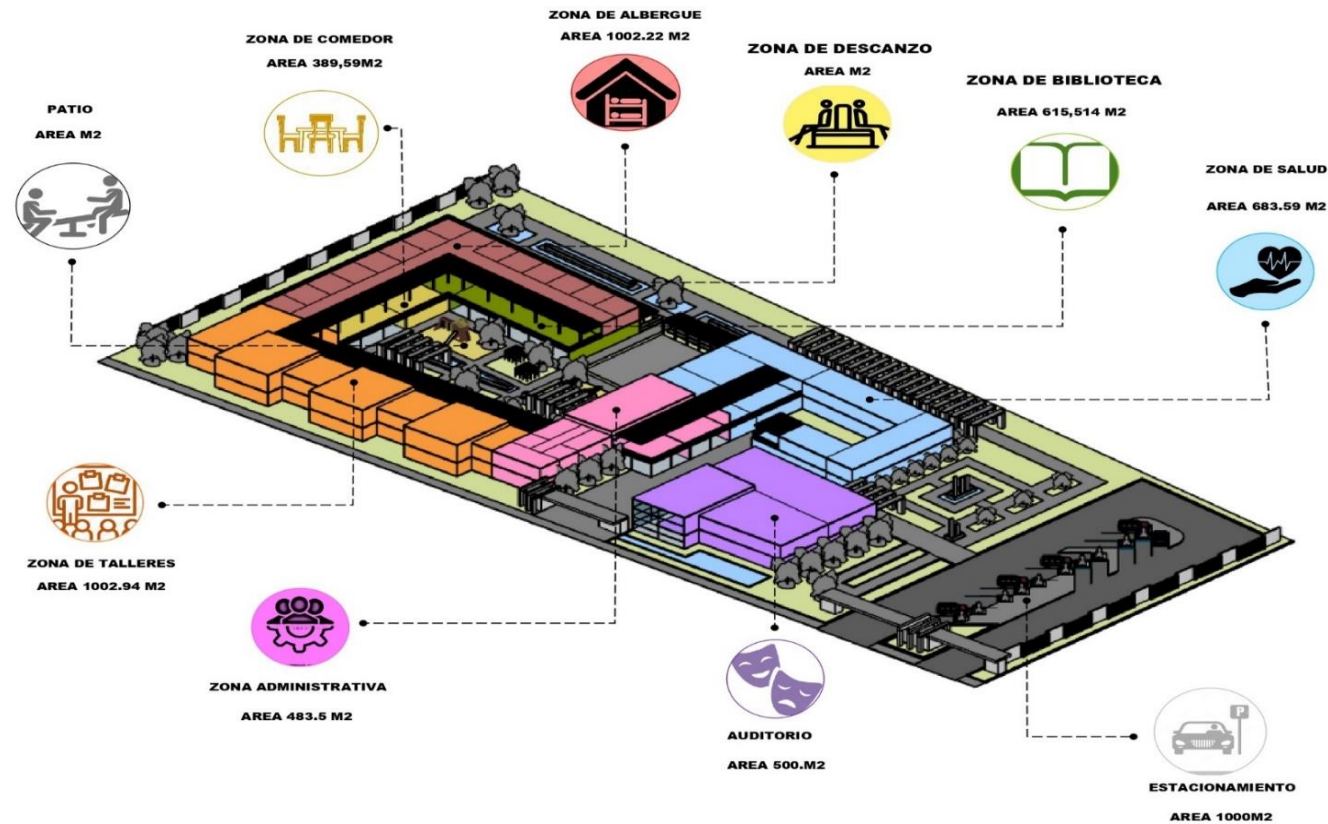 ZONA DE ALBERGUE
AREA 1002.22 M2
ZONA DE COMEDOR
AREA 389,59M2
ZONA DE DESCANZO
AREA M2
ZONA DE BIBLIOTECA
AREA 615,514 M2
PATIO
AREA M2
ZONA DE SALUD
AREA 683.59 M2
ZONA DE TALLERES
AREA 1002.94 M2
ZONA ADMINISTRATIVA
AREA 483.5 M2
AUDITORIO
AREA 500.M2
P
ESTACIONAMIENTO
AREA 1000M2